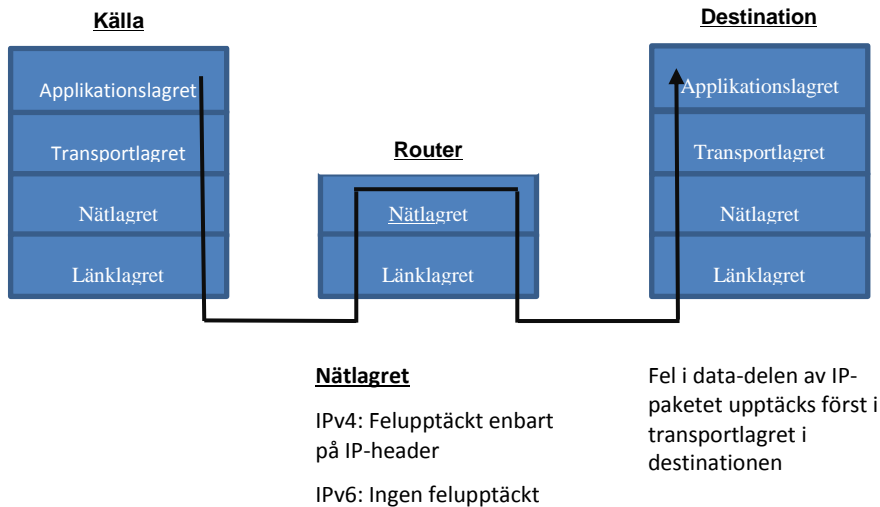 Källa
Destination
Applikationslagret
Applikationslagret
Transportlagret
Router
Transportlagret
Nätlagret
Nätlagret
Nätlagret
Länklagret
Länklagret
Länklagret
Nätlagret
IPv4: Felupptäckt enbart
på IP-header
IPv6: Ingen felupptäckt
Fel i data-delen av IP-
paketet upptäcks först i
transportlagret i
destinationen